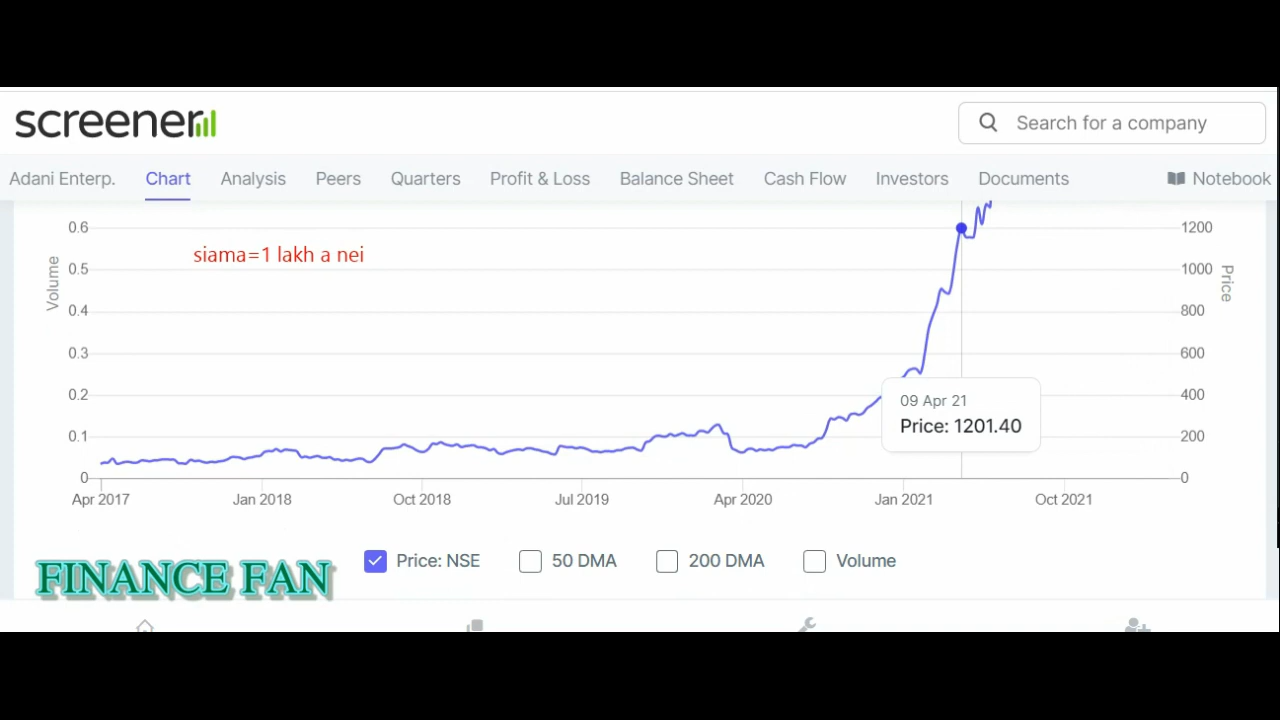 screener
Search for a company
Adani Enterp. Chart Analysis Peers Quarters Profit & Loss Balance Sheet Cash Flow Investors Documents Notebook
0.6 1200
siama=1 lakh a nei
0.5 1000
Volume Price
0.4 800
0.3 600
0.2 400
09 Apr 21
Price: 1201.40
0.1 200
0 0
Apr 2017 Jan 2018 Oct 2018 Jul 2019 Apr 2020 Jan 2021 Oct 2021
Price: NSE 50 DMA 200 DMA Volume
FINANCE FAN